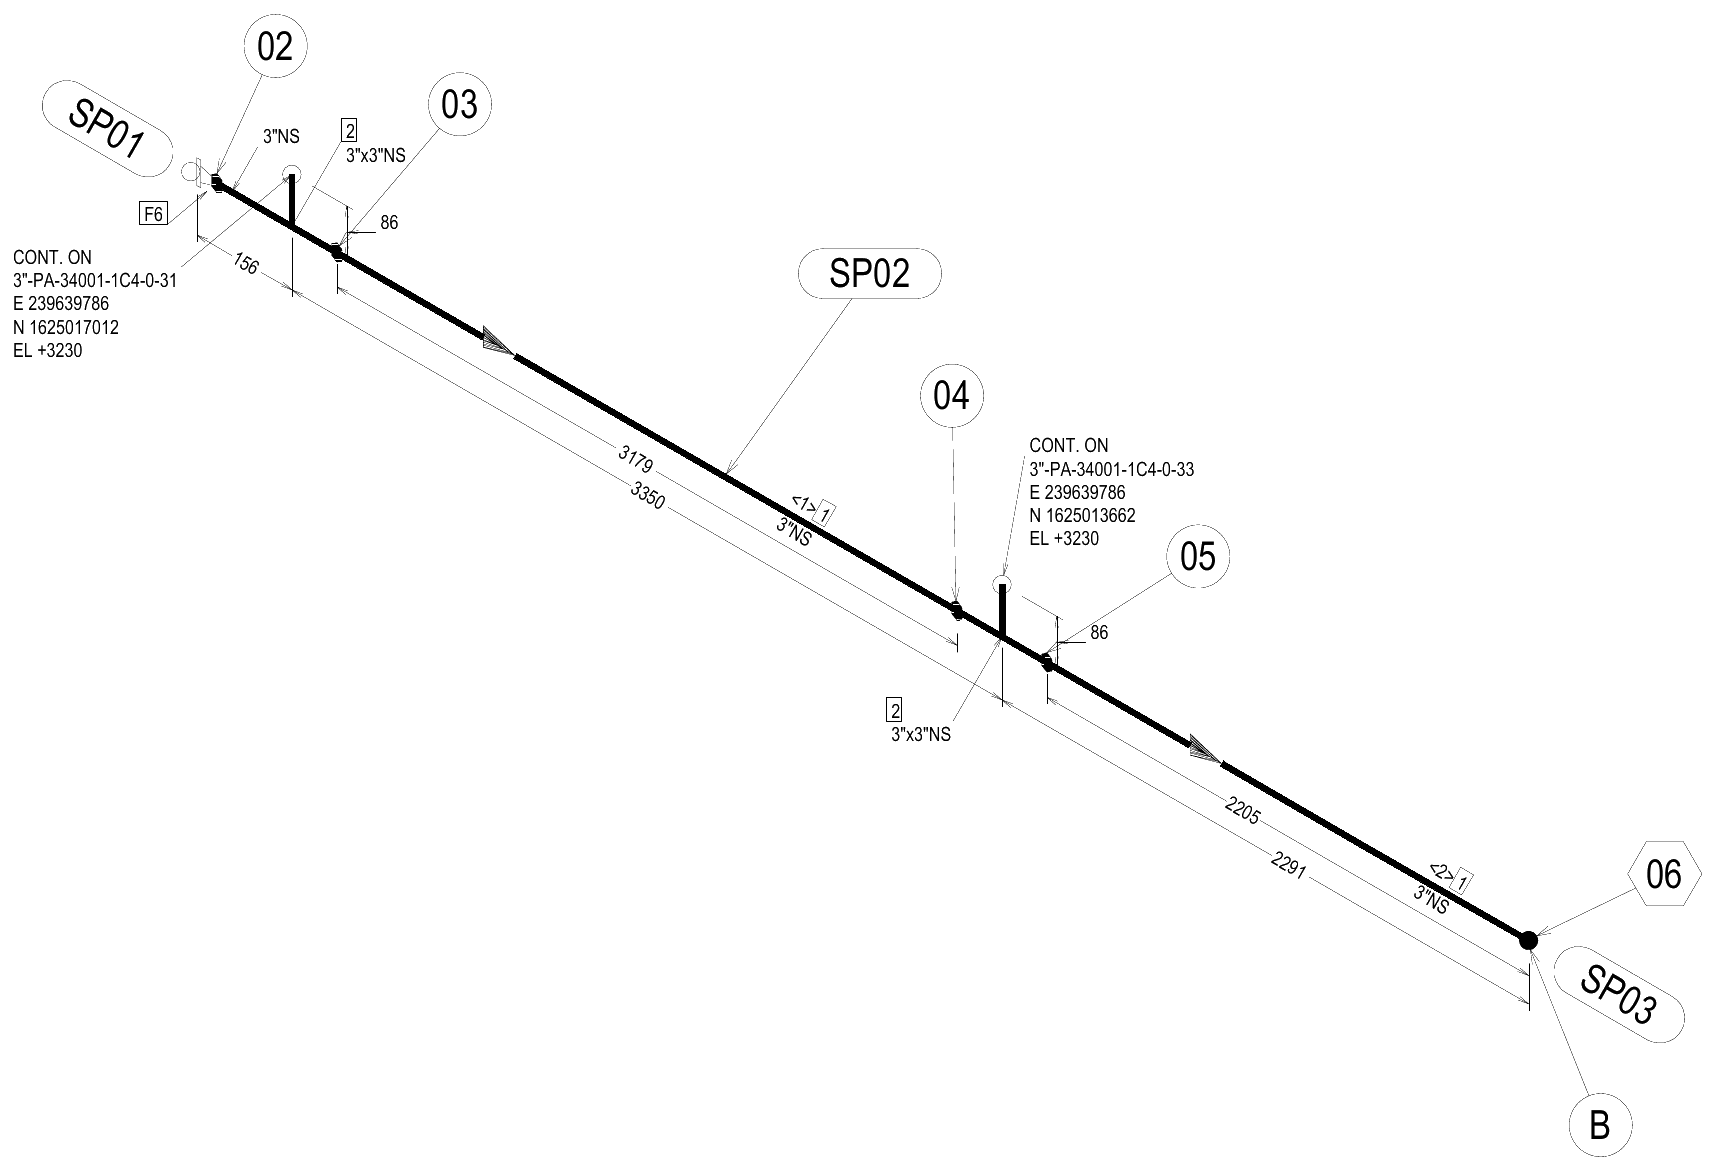 02
SP01
03
3"NS
2
3"x3"NS
F6
86
156
CONT. ON
3"-PA-34001-1C4-0-31
E 239639786
N 1625017012
EL +3230
SP02
04
3179
3350
<1> 1
3"NS
CONT. ON
3"-PA-34001-1C4-0-33
E 239639786
N 1625013662
EL +3230
05
86
2
3"x3"NS
2205
2291
<2> 1
3"NS
06
SP03
B